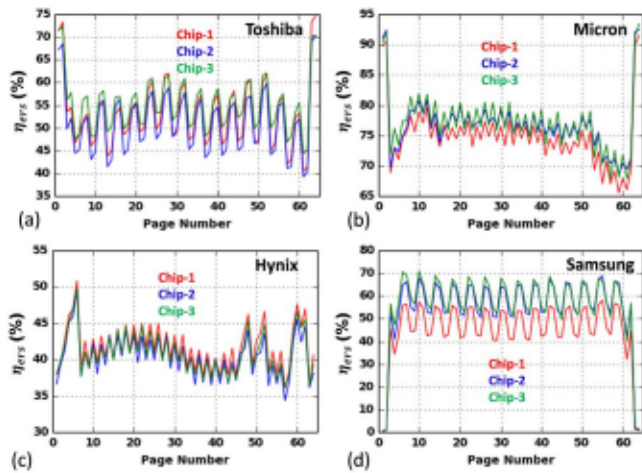 75
70
65
60
55
50
45
40
35
0 10 20 30 40 50 60
η_ers (%)
Toshiba
Chip-1
Chip-2
Chip-3
(a)
Page Number
95
90
85
80
75
70
65
0 10 20 30 40 50 60
η_ers (%)
Micron
Chip-1
Chip-2
Chip-3
(b)
Page Number
55
50
45
40
35
30
0 10 20 30 40 50 60
η_ers (%)
Hynix
Chip-1
Chip-2
Chip-3
(c)
Page Number
80
70
60
50
40
30
20
10
0
0 10 20 30 40 50 60
η_ers (%)
Samsung
Chip-1
Chip-2
Chip-3
(d)
Page Number